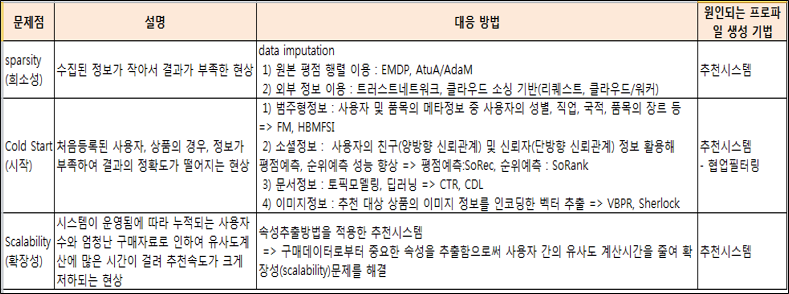 문제점 설명 대응 방법 원인되는 프로파
일 생성 기법
sparsity
(희소성)
수집된 정보가 작아서 결과가 부족한 현상
data imputation
1) 원본 평점 행렬 이용 : EMDP, AtuA/AdaM
2) 외부 정보 이용 : 트러스트네트워크, 클라우드 소싱 기반(리퀘스트, 클라우드/워커)
추천시스템
Cold Start
(시작)
처음등록된 사용자, 상품의 경우, 정보가
부족하여 결과의 정확도가 떨어지는 현상
1) 범주형정보 : 사용자 및 품목의 메타정보 중 사용자의 성별, 직업, 국적, 품목의 장르 등
=> FM, HBMFSI
2) 소셜정보 : 사용자의 친구(양방향 신뢰관계) 및 신뢰자(단방향 신뢰관계) 정보 활용해
평점예측, 순위예측 성능 향상 => 평점예측:SoRec, 순위예측 : SoRank
3) 문서정보 : 토픽모델링, 딥러닝 => CTR, CDL
4) 이미지정보 : 추천 대상 상품의 이미지 정보를 인코딩한 벡터 추출 => VBPR, Sherlock
추천시스템
- 협업필터링
Scalability
(확장성)
시스템이 운영됨에 따라 누적되는 사용자
수와 엄청난 구매자료로 인하여 유사도계
산에 많은 시간이 걸려 추천속도가 크게
저하되는 현상
속성추출방법을 적용한 추천시스템
=> 구매데이터로부터 중요한 속성을 추출함으로써 사용자 간의 유사도 계산시간을 줄여 확
장성(scalability)문제를 해결
추천시스템